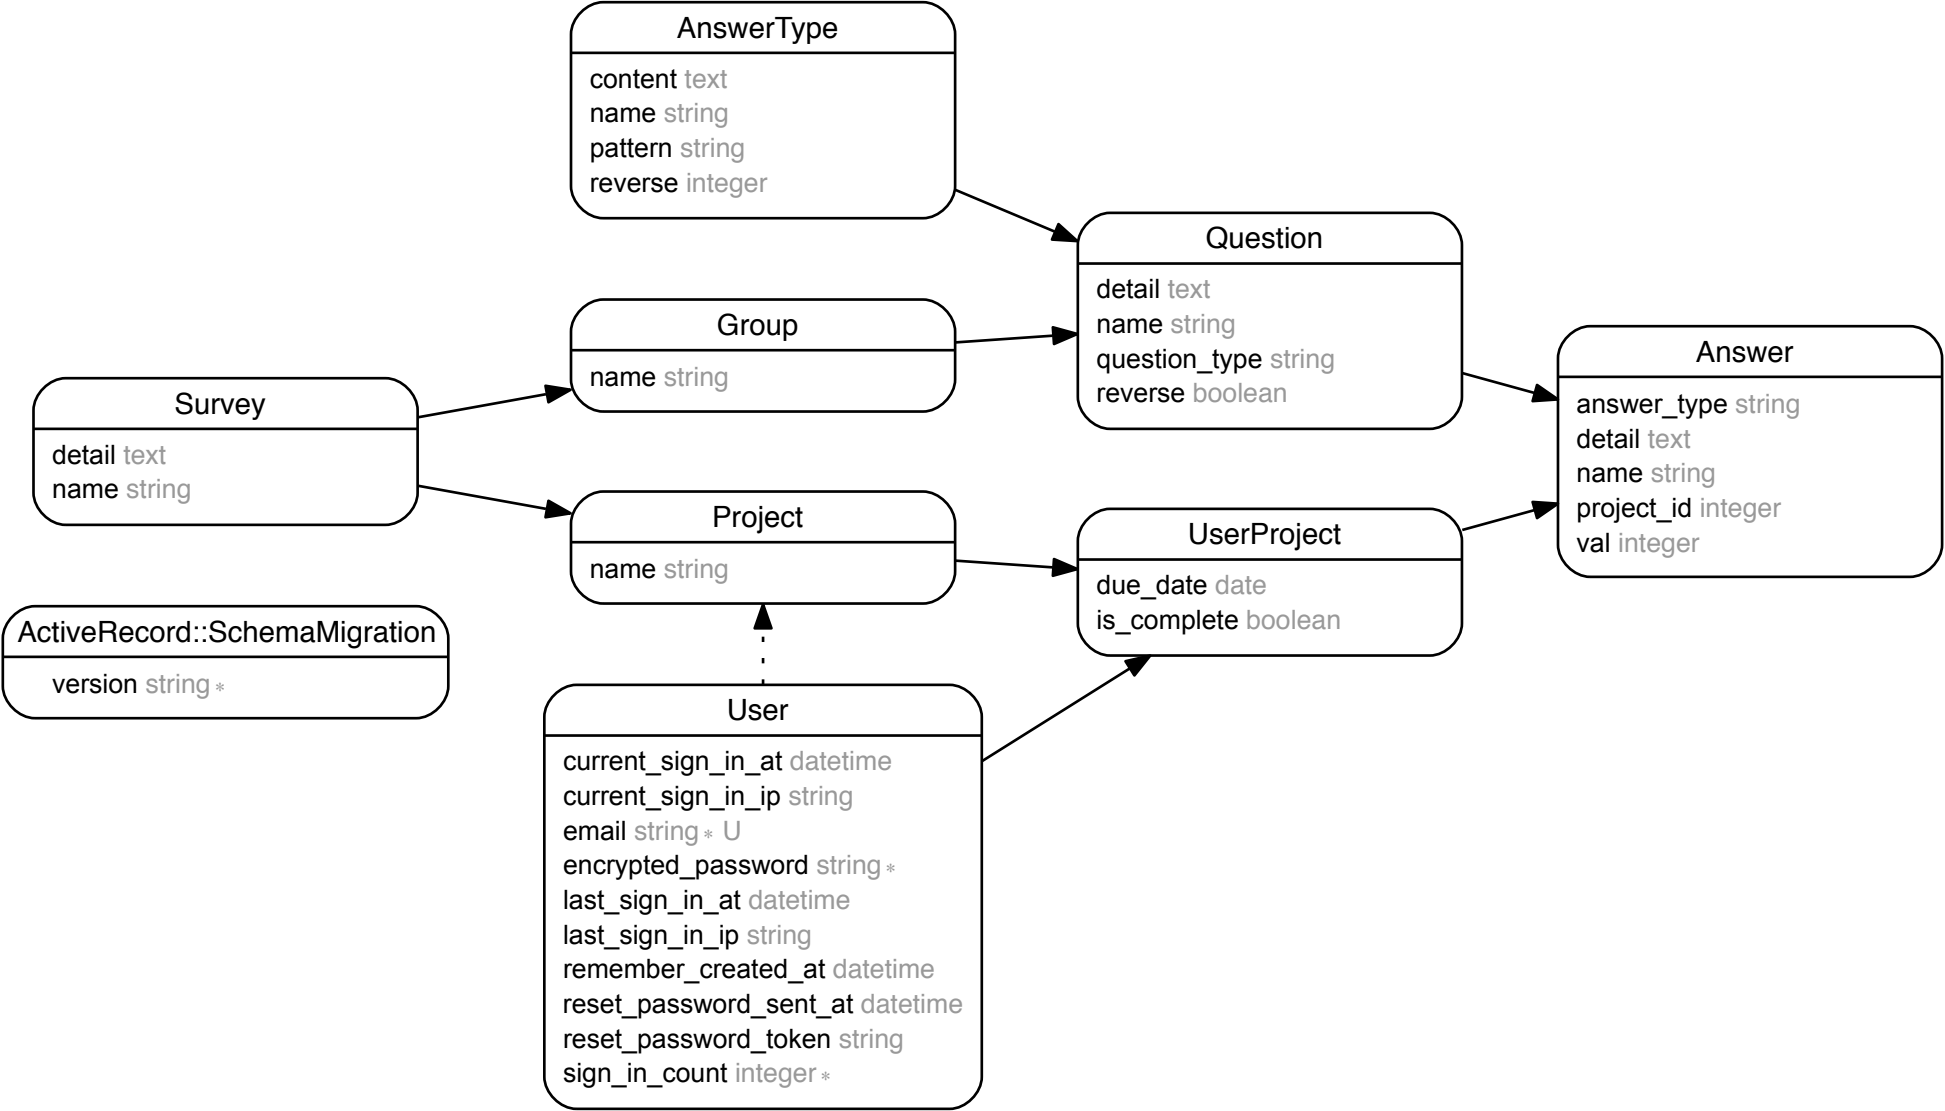 AnswerType
content text
name string
pattern string
reverse integer
Question
detail text
name string
question_type string
reverse boolean
Group
name string
Answer
answer_type string
detail text
name string
project_id integer
val integer
Survey
detail text
name string
Project
name string
UserProject
due_date date
is_complete boolean
ActiveRecord::SchemaMigration
version string *
User
current_sign_in_at datetime
current_sign_in_ip string
email string * U
encrypted_password string *
last_sign_in_at datetime
last_sign_in_ip string
remember_created_at datetime
reset_password_sent_at datetime
reset_password_token string
sign_in_count integer *